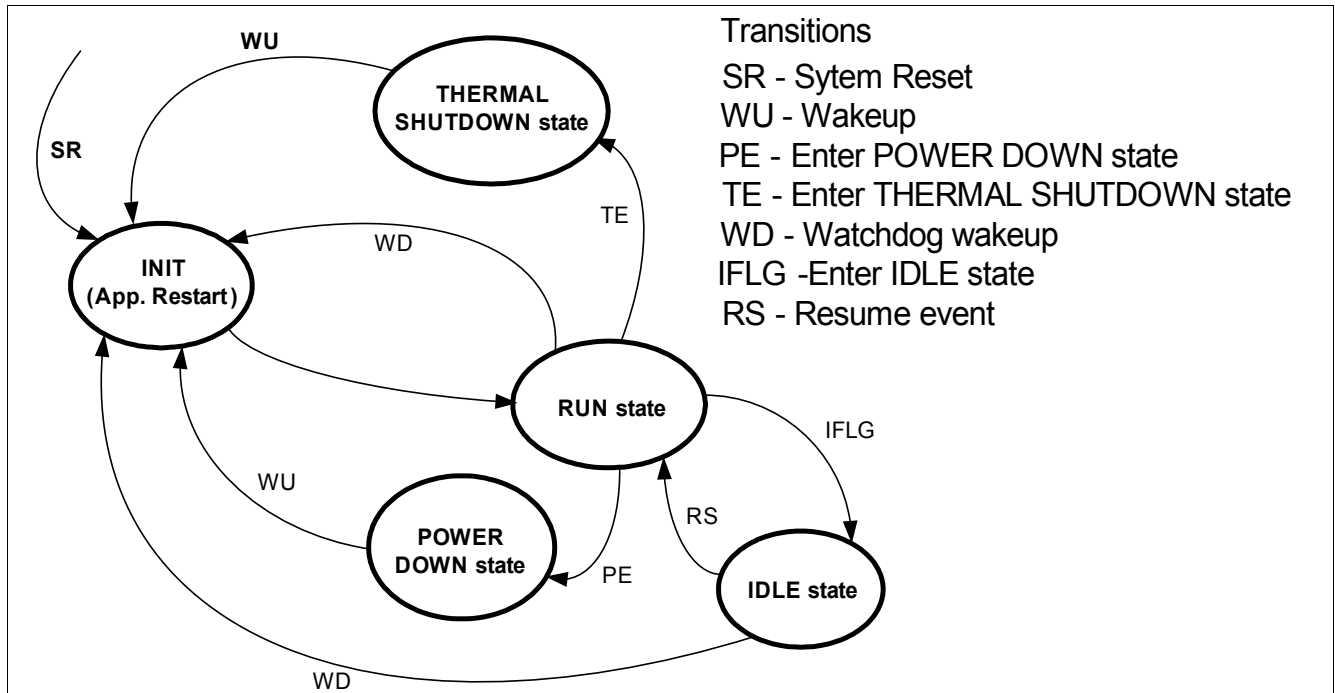 WU
Transitions
SR - Sytem Reset
WU - Wakeup
PE - Enter POWER DOWN state
TE - Enter THERMAL SHUTDOWN state
WD - Watchdog wakeup
IFLG -Enter IDLE state
RS - Resume event
THERMAL
SHUTDOWN state
SR
TE
WD
INIT
(App. Restart)
RUN state
IFLG
WU
RS
POWER
DOWN state
PE
IDLE state
WD